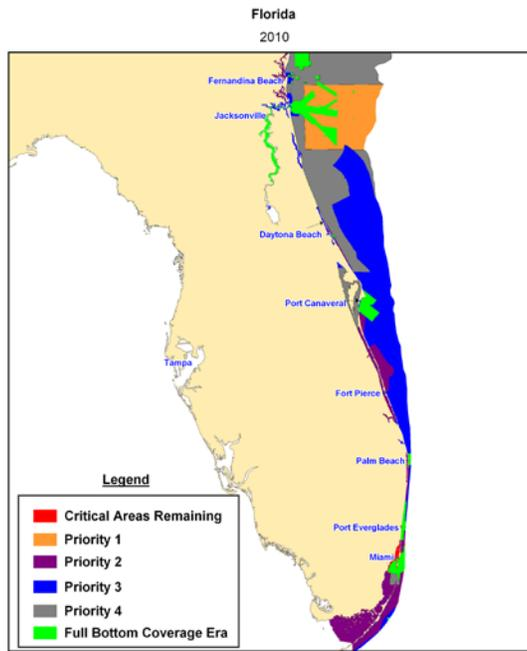 Florida
2010
Fernandina Beach
Jacksonville
Daytona Beach
Port Canaveral
Tampa
Fort Pierce
Palm Beach
Port Everglades
Miami
Legend
Critical Areas Remaining
Priority 1
Priority 2
Priority 3
Priority 4
Full Bottom Coverage Era